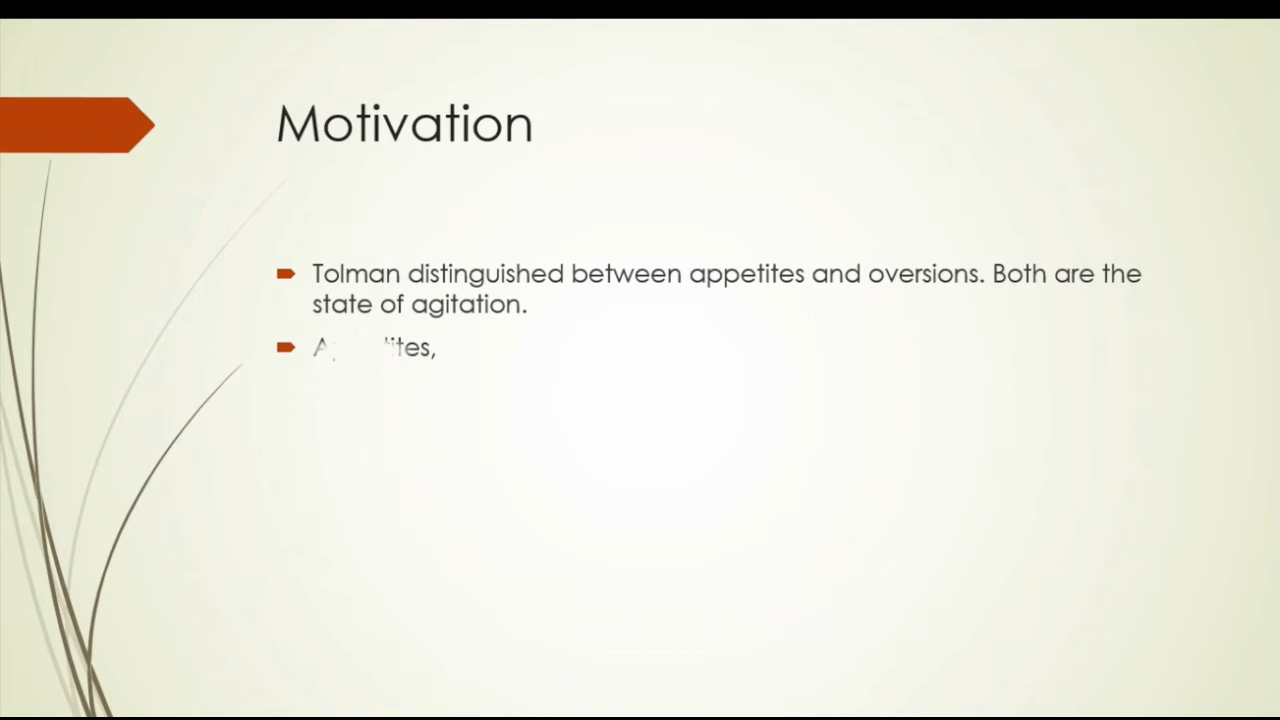 Motivation
Tolman distinguished between appetites and oversions. Both are the
state of agitation.